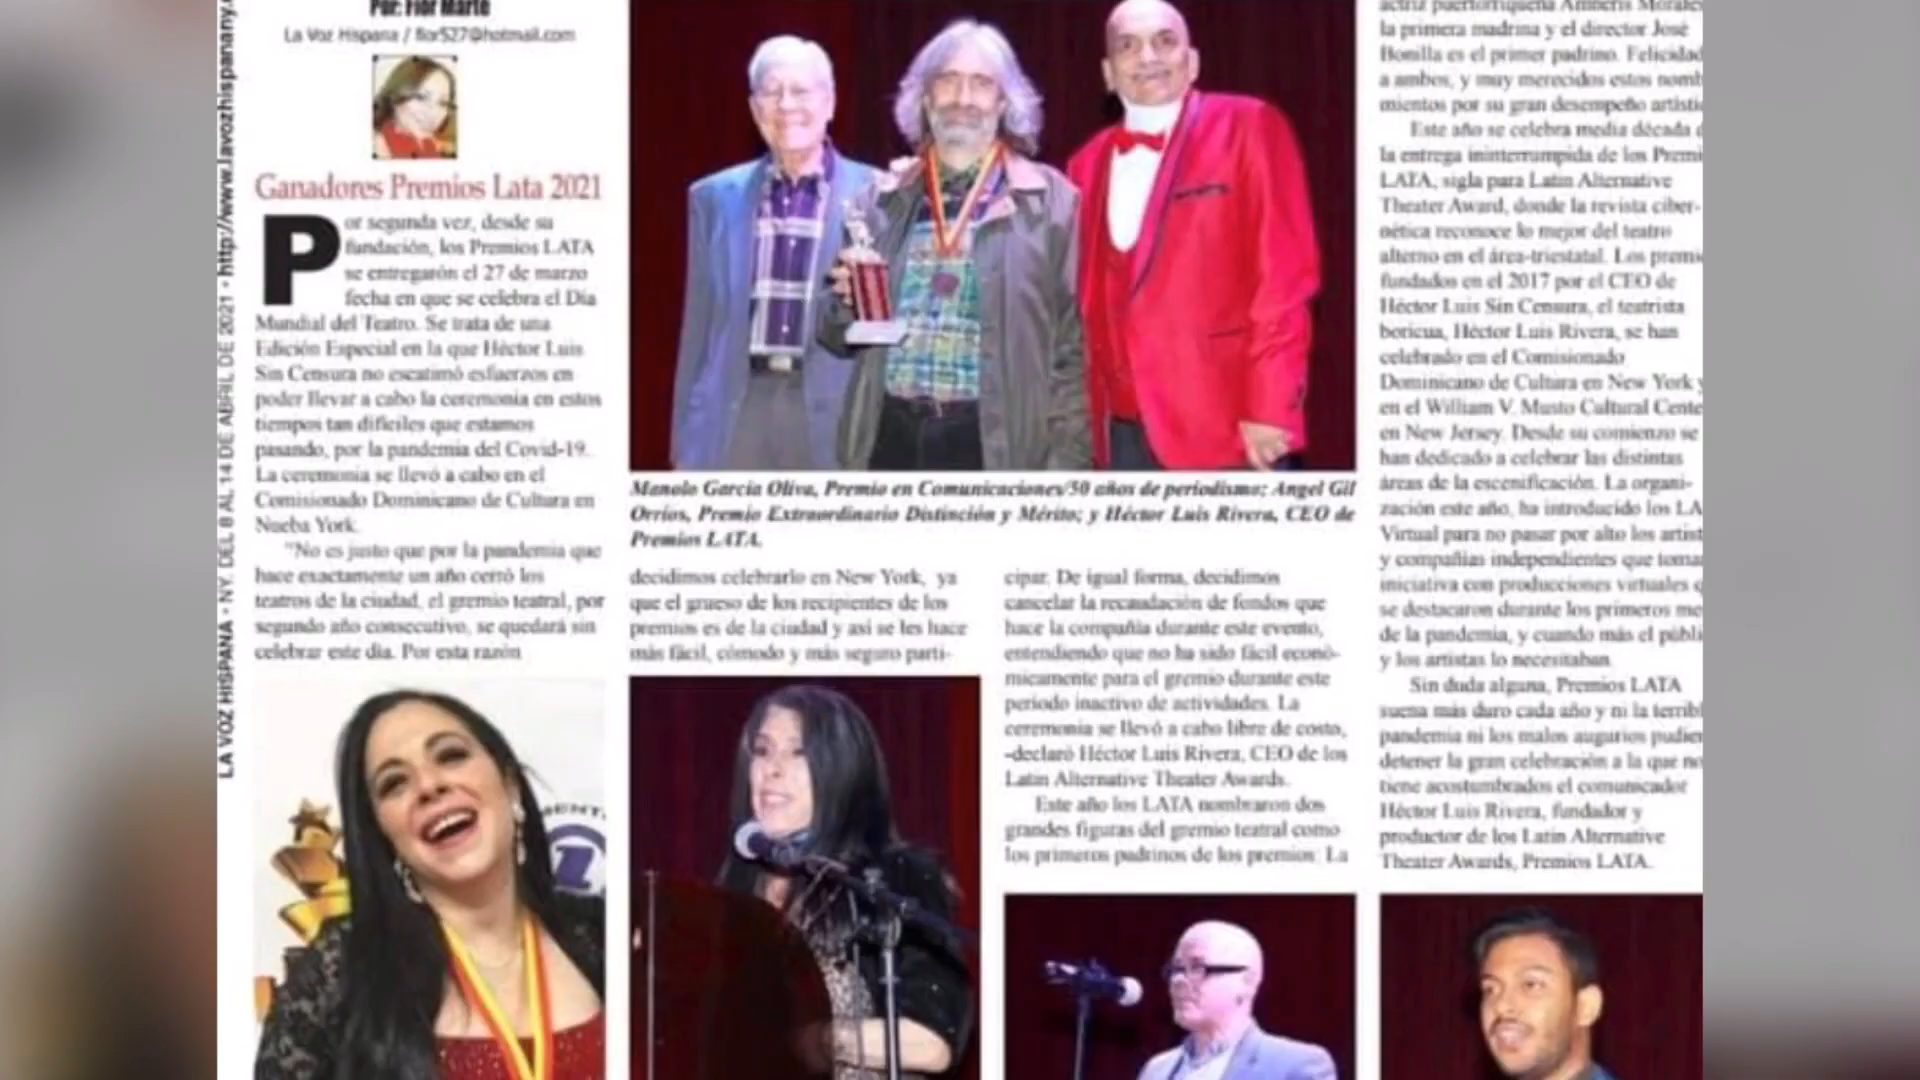 LA VOZ HISPANA • NY. DEL 8 AL 14 DE ABRIL DE 2021 • http://www.lavozhispanany.
Por: Flor Marte
La Voz Hispana / flor527@hotmail.com
Ganadores Premios Lata 2021
Por segunda vez, desde su
fundación, los Premios LATA
se entregarón el 27 de marzo
fecha en que se celebra el Día
Mundial del Teatro. Se trata de una
Edición Especial en la que Héctor Luis
Sin Censura no escatimó esfuerzos en
poder llevar a cabo la ceremonia en estos
tiempos tan difíciles que estamos
pasando, por la pandemia del Covid-19.
La ceremonia se llevó a cabo en el
Comisionado Dominicano de Cultura en
Nueba York.
"No es justo que por la pandemia que
hace exactamente un año cerró los
teatros de la ciudad, el gremio teatral, por
segundo año consecutivo, se quedará sin
celebrar este día. Por esta razón
Manolo García Oliva, Premio en Comunicaciones/50 años de periodismo; Angel Gil
Orrios, Premio Extraordinario Distinción y Mérito; y Héctor Luis Rivera, CEO de
Premios LATA.
decidimos celebrarlo en New York, ya
que el grueso de los recipientes de los
premios es de la ciudad y así se les hace
más fácil, cómodo y más seguro parti-
cipar. De igual forma, decidimos
cancelar la recaudación de fondos que
hace la compañía durante este evento,
entendiendo que no ha sido fácil econó-
micamente para el gremio durante este
período inactivo de actividades. La
ceremonia se llevó a cabo libre de costo,
-declaró Héctor Luis Rivera, CEO de los
Latin Alternative Theater Awards.
Este año los LATA nombraron dos
grandes figuras del gremio teatral como
los primeros padrinos de los premios: La
actriz puertorriqueña Amneris Morales
la primera madrina y el director José
Bonilla es el primer padrino. Felicidad
a ambos, y muy merecidos estos nomb
mientos por su gran desempeño artísti
Este año se celebra media década d
la entrega ininterrumpida de los Premi
LATA, sigla para Latin Alternative
Theater Award, donde la revista ciber-
nética reconoce lo mejor del teatro
alterno en el área-triestatal. Los premi
fundados en el 2017 por el CEO de
Héctor Luis Sin Censura, el teatrista
boricua, Héctor Luis Rivera, se han
celebrado en el Comisionado
Dominicano de Cultura en New York y
en el William V. Musto Cultural Cente
en New Jersey. Desde su comienzo se
han dedicado a celebrar las distintas
áreas de la escenificación. La organi-
zación este año, ha introducido los LA
Virtual para no pasar por alto los artist
y compañías independientes que toma
iniciativa con producciones virtuales q
se destacaron durante los primeros me
de la pandemia, y cuando más el públi
y los artistas lo necesitaban.
Sin duda alguna, Premios LATA
suena más duro cada año y ni la terribl
pandemia ni los malos augurios pudier
detener la gran celebración a la que no
tiene acostumbrados el comunicador
Héctor Luis Rivera, fundador y
productor de los Latin Alternative
Theater Awards, Premios LATA.